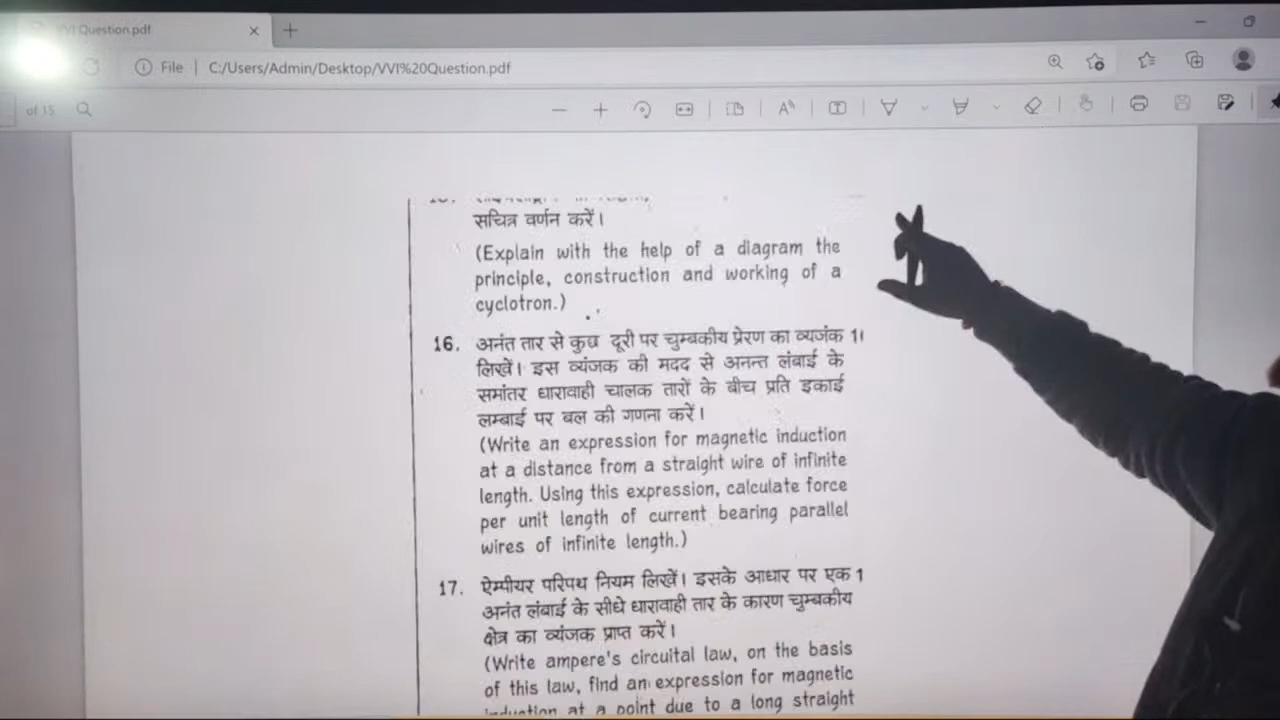 VVI Question.pdf
File | C:/Users/Admin/Desktop/VVI%20Question.pdf
of 15
सचित्र वर्णन करें।
(Explain with the help of a diagram the
principle, construction and working of a
cyclotron.)
16. अनंत तार से कुछ दूरी पर चुम्बकीय प्रेरण का व्यजंक 1।
लिखें। इस व्यंजक की मदद से अनन्त लंबाई के
समांतर धारावाही चालक तारों के बीच प्रति इकाई
लम्बाई पर बल की गणना करें।
(Write an expression for magnetic induction
at a distance from a straight wire of infinite
length. Using this expression, calculate force
per unit length of current bearing parallel
wires of infinite length.)
17. ऐम्पीयर परिपथ नियम लिखें। इसके आधार पर एक 1
अनंत लंबाई के सीधे धारावाही तार के कारण चुम्बकीय
क्षेत्र का व्यंजक प्राप्त करें।
(Write ampere's circuital law, on the basis
of this law, find an expression for magnetic
induction at a point due to a long straight